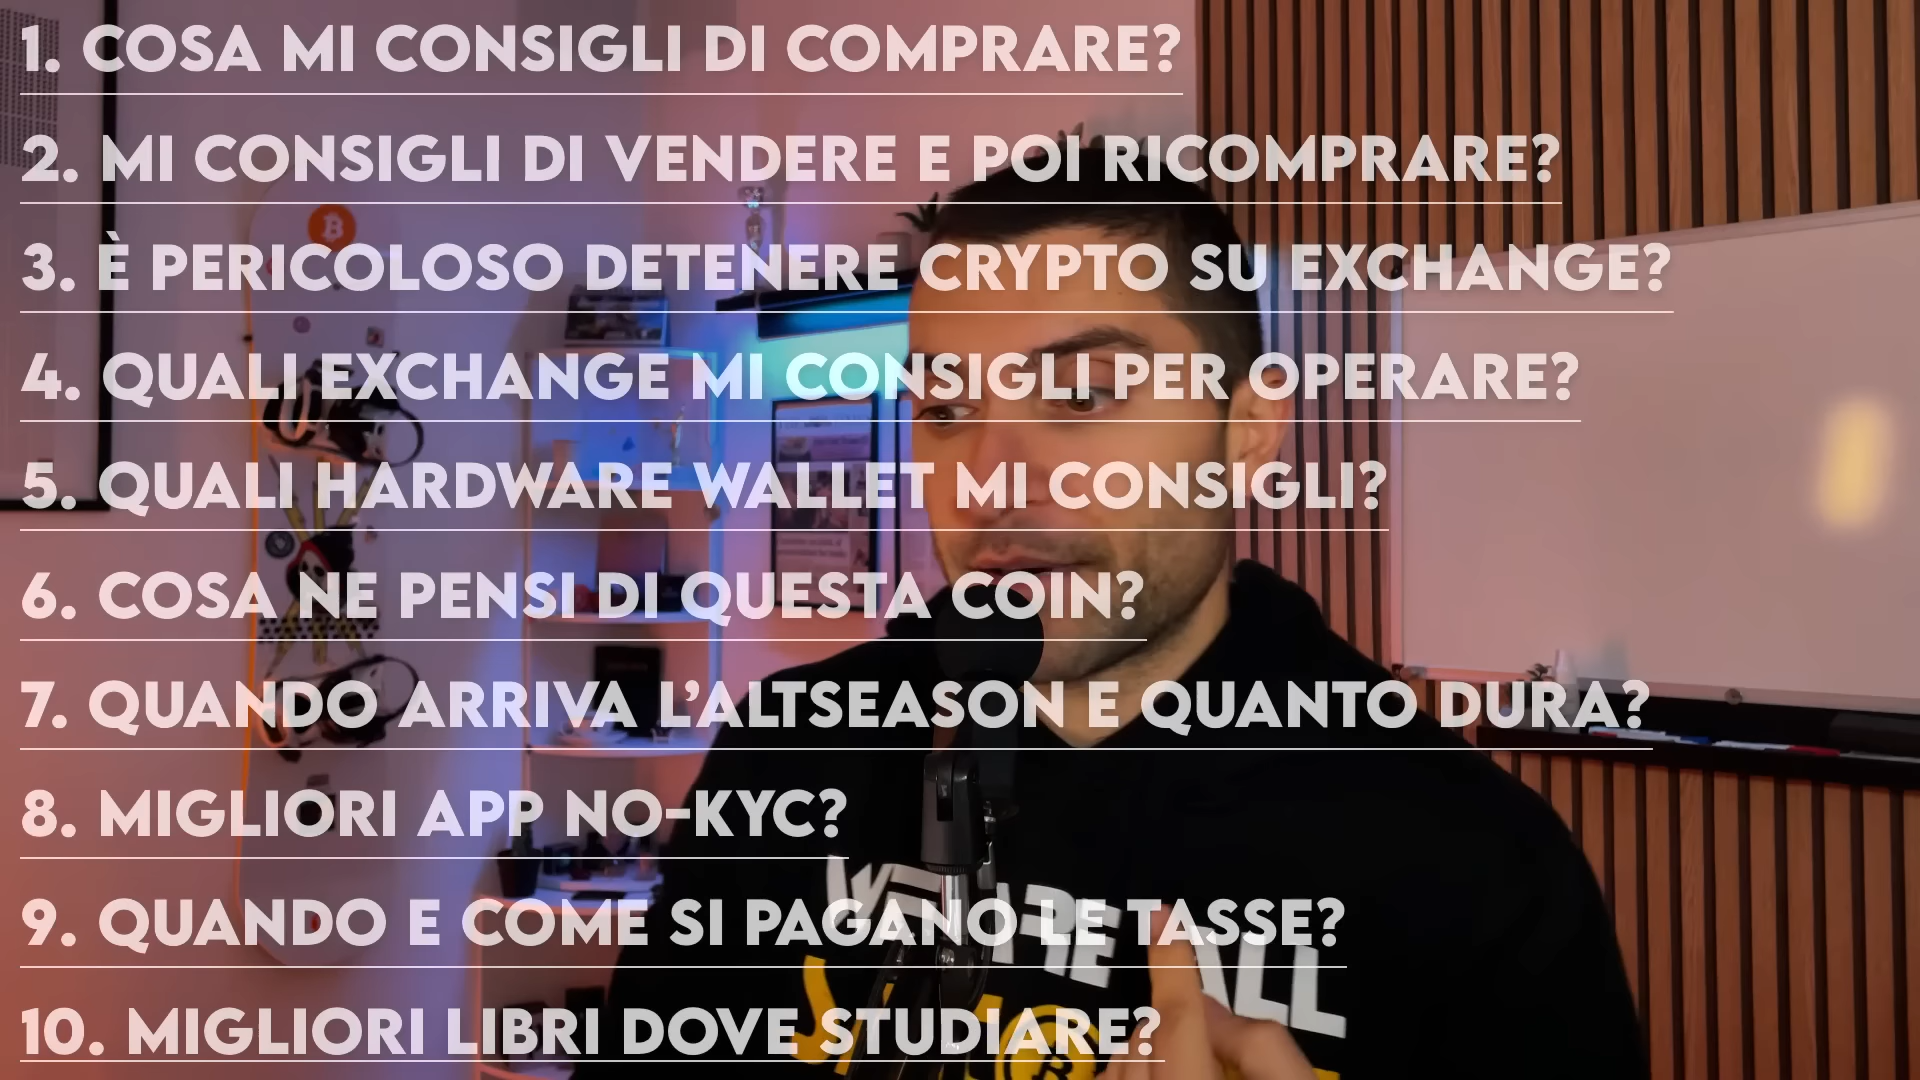 1. COSA MI CONSIGLI DI COMPRARE?
2. MI CONSIGLI DI VENDERE E POI RICOMPRARE?
3. È PERICOLOSO DETENERE CRYPTO SU EXCHANGE?
4. QUALI EXCHANGE MI CONSIGLI PER OPERARE?
5. QUALI HARDWARE WALLET MI CONSIGLI?
6. COSA NE PENSI DI QUESTA COIN?
7. QUANDO ARRIVA L’ALTSEASON E QUANTO DURA?
8. MIGLIORI APP NO-KYC?
9. QUANDO E COME SI PAGANO LE TASSE?
10. MIGLIORI LIBRI DOVE STUDIARE?
WE ARE ALL